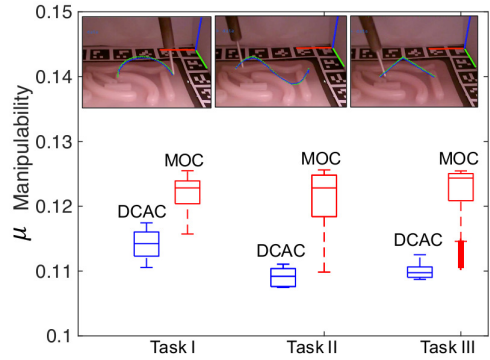 0.15
0.14
0.13
0.12
0.11
0.1
μ Manipulability
MOC
DCAC
MOC
DCAC
MOC
DCAC
Task I
Task II
Task III